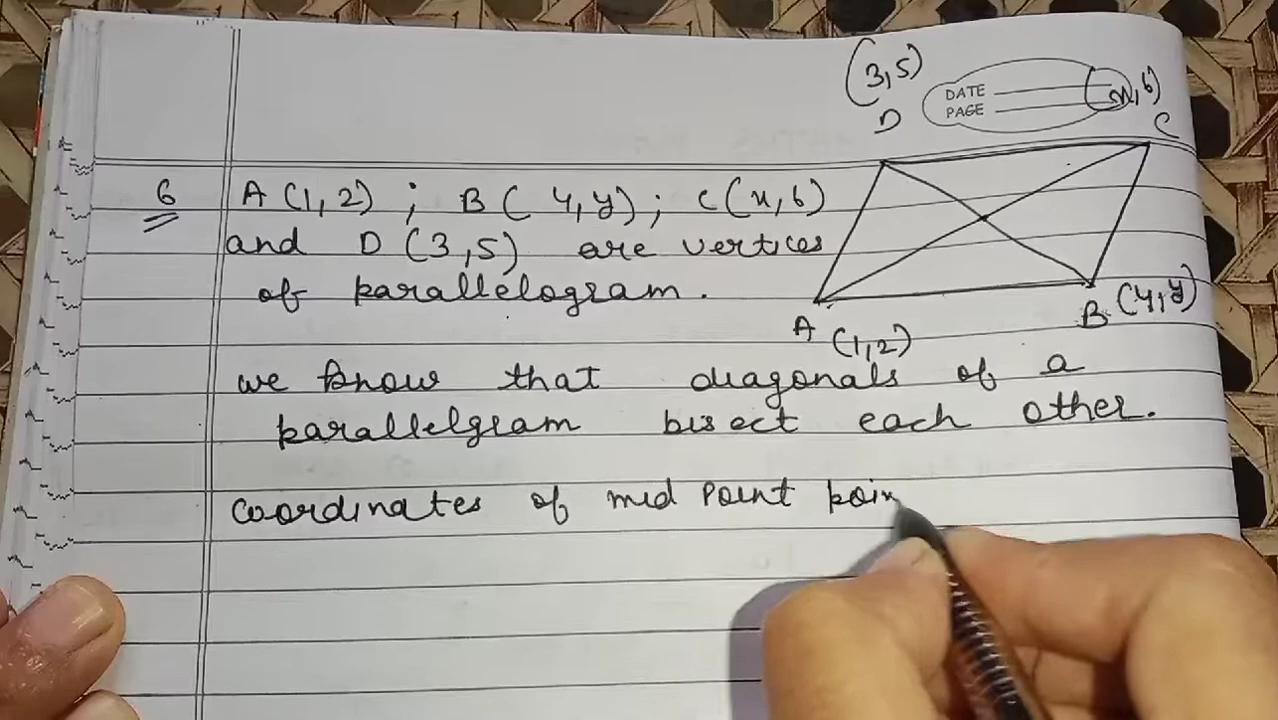 (3,5)
DATE
PAGE
(x,6)
D
C
6 A (1,2) ; B ( 4,y) ; C (x,6)
and D (3,5) are vertices
of parallelogram.
B (4,y)
A (1,2)
we know that diagonals of a
parallelgram bisect each other.
coordinates of mid point poin